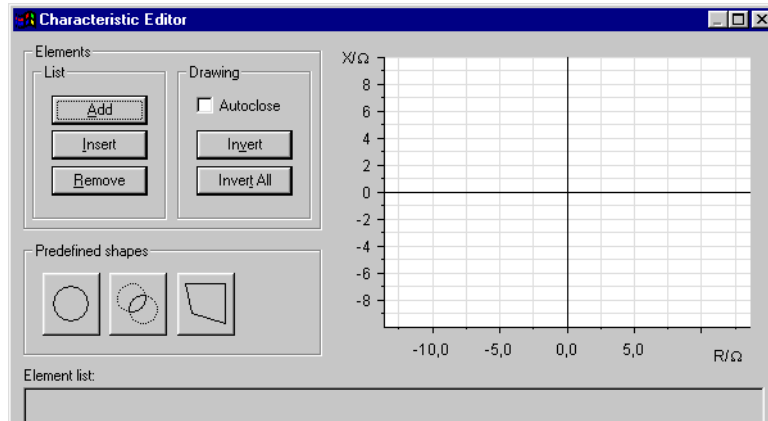 Characteristic Editor
Elements
List
Add
Insert
Remove
Drawing
Autoclose
Invert
Invert All
Predefined shapes
X/Ω
8
6
4
2
0
-2
-4
-6
-8
-10,0 -5,0 0,0 5,0 R/Ω
Element list: